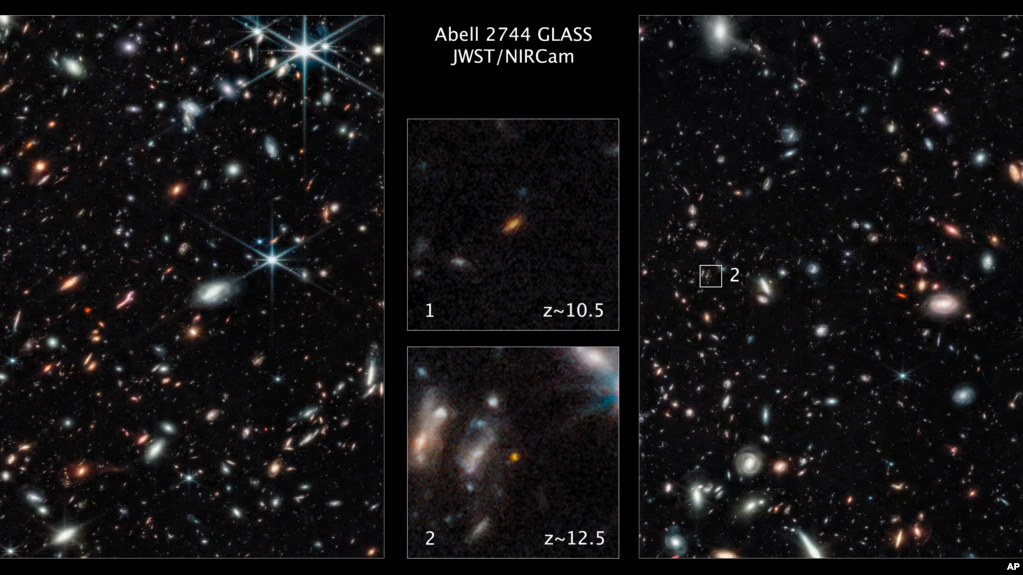 Abell 2744 GLASS
JWST/NIRCam
1 z~10.5
2
2 z~12.5
AP